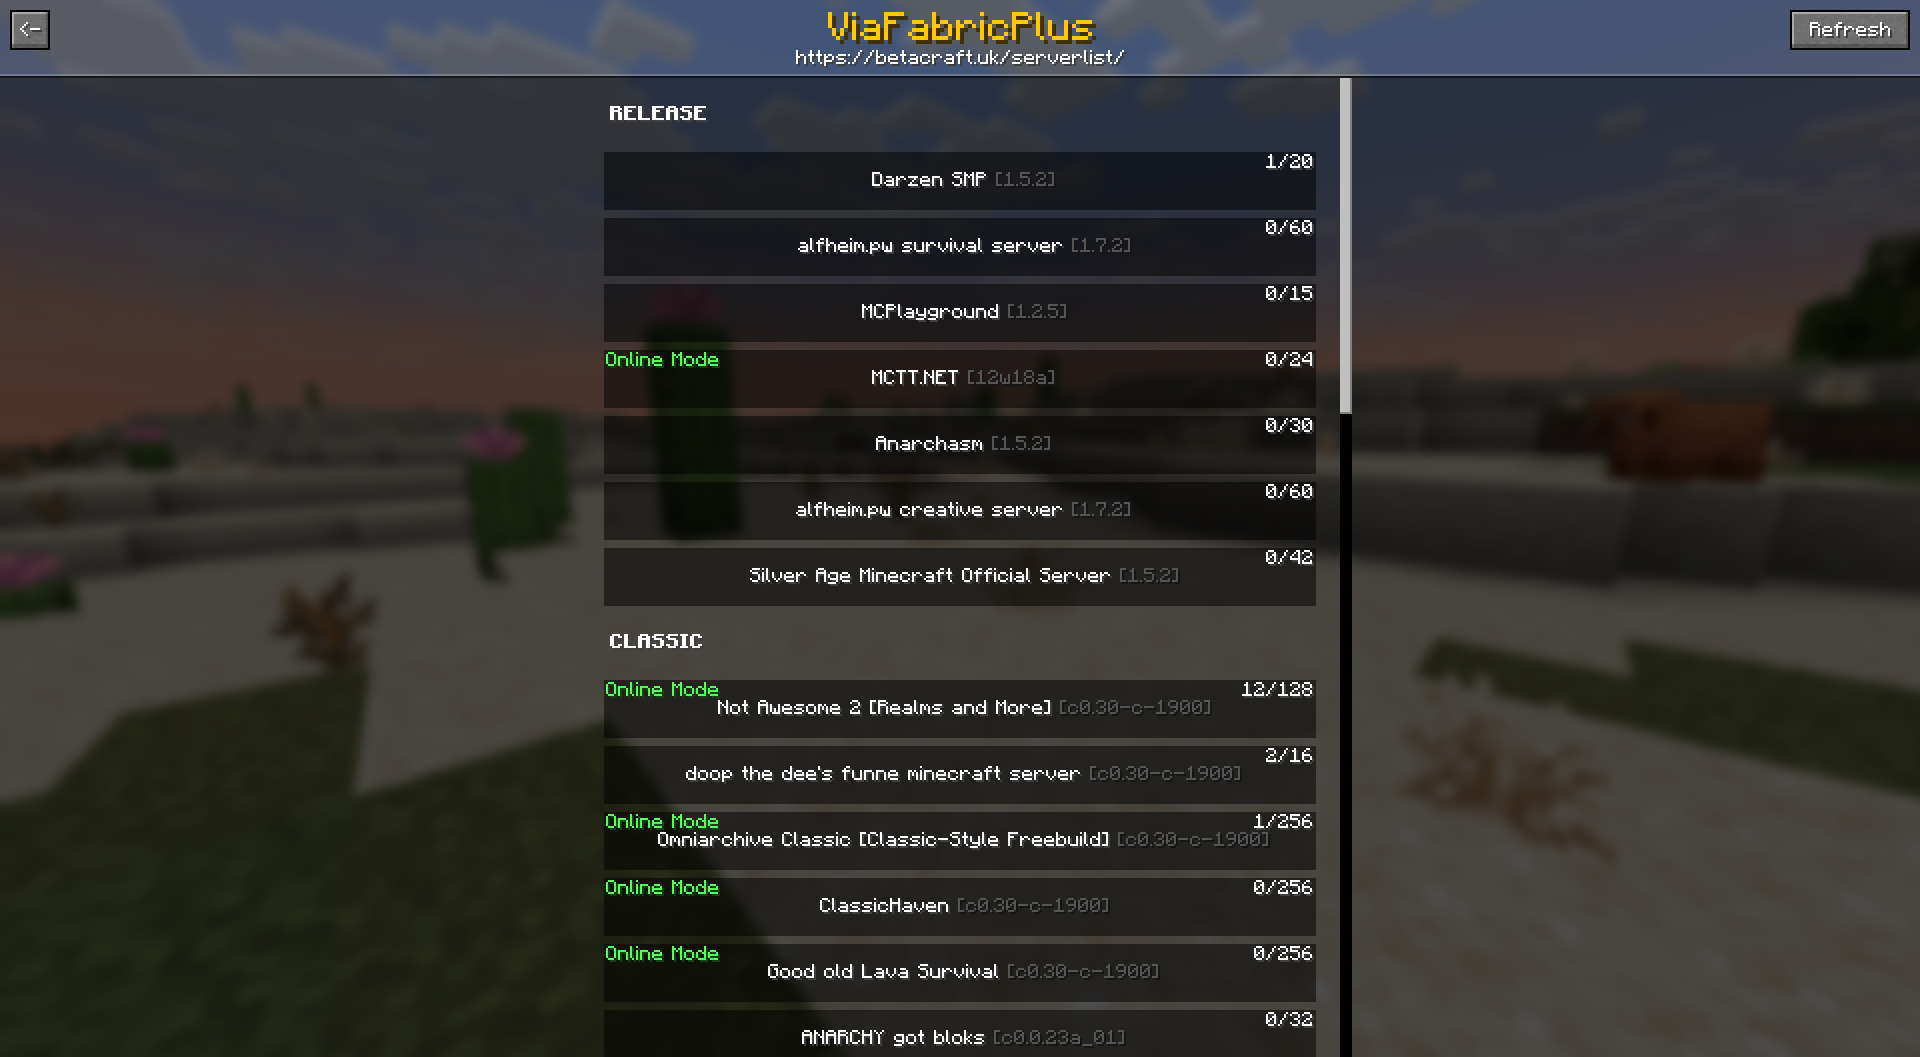 <-
ViaFabricPlus
Refresh
https://betacraft.uk/serverlist/
RELEASE
1/20
Darzen SMP [1.5.2]
0/60
alfheim.pw survival server [1.7.2]
0/15
MCPlayground [1.2.5]
Online Mode 0/24
MCTT.NET [12w18a]
0/30
Anarchasm [1.5.2]
0/60
alfheim.pw creative server [1.7.2]
0/42
Silver Age Minecraft Official Server [1.5.2]
CLASSIC
Online Mode 12/128
Not Awesome 2 [Realms and More] [c0.30-c-1900]
2/16
doop the dee's funne minecraft server [c0.30-c-1900]
Online Mode 1/256
Omniarchive Classic [Classic-Style Freebuild] [c0.30-c-1900]
Online Mode 0/256
ClassicHaven [c0.30-c-1900]
Online Mode 0/256
Good old Lava Survival [c0.30-c-1900]
0/32
ANARCHY got bloks [c0.0.23a_01]